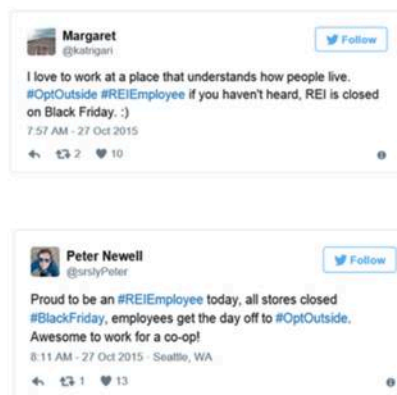 Margaret
@katrigari
Follow
I love to work at a place that understands how people live.
#OptOutside #REIEmployee if you haven't heard, REI is closed
on Black Friday. :)
7:57 AM - 27 Oct 2015
2 10
Peter Newell
@srslyPeter
Follow
Proud to be an #REIEmployee today, all stores closed
#BlackFriday, employees get the day off to #OptOutside.
Awesome to work for a co-op!
8:11 AM - 27 Oct 2015 · Seattle, WA
1 13